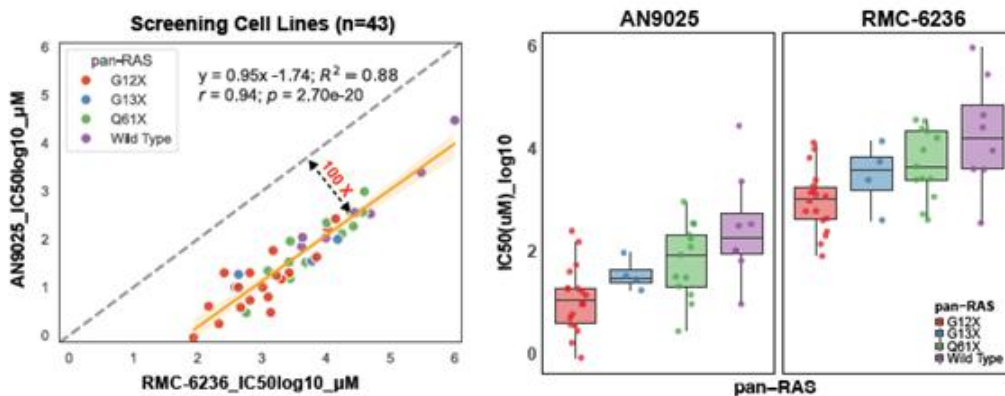 Screening Cell Lines (n=43)
AN9025_IC50log10_µM
6
5
4
3
2
1
0
pan-RAS
G12X
G13X
Q61X
Wild Type
y = 0.95x -1.74; R² = 0.88
r = 0.94; p = 2.70e-20
100 X
0
1
2
3
4
5
6
RMC-6236_IC50log10_µM
AN9025
RMC-6236
IC50(uM)_log10
6
4
2
0
pan-RAS
G12X
G13X
Q61X
Wild Type
pan-RAS